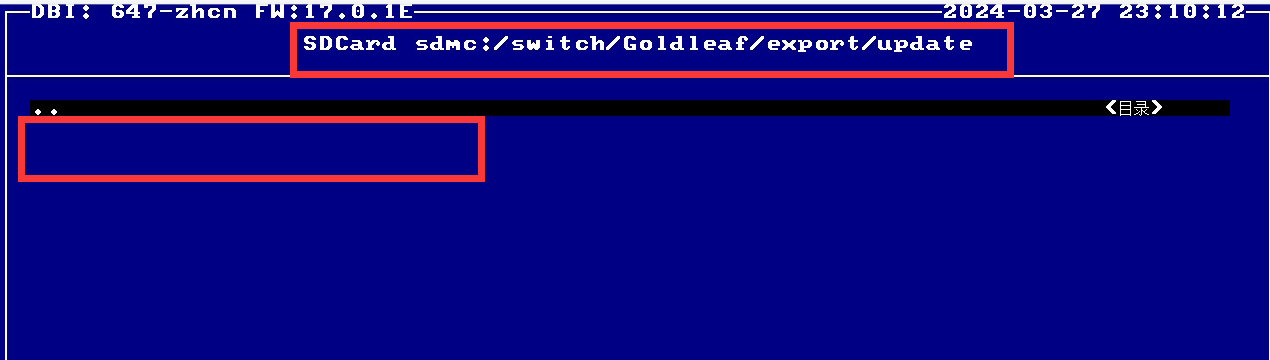 DBI: 647-zhcn FW:17.0.1E 2024-03-27 23:10:12
SDCard sdmc:/switch/Goldleaf/export/update
.. <目录>